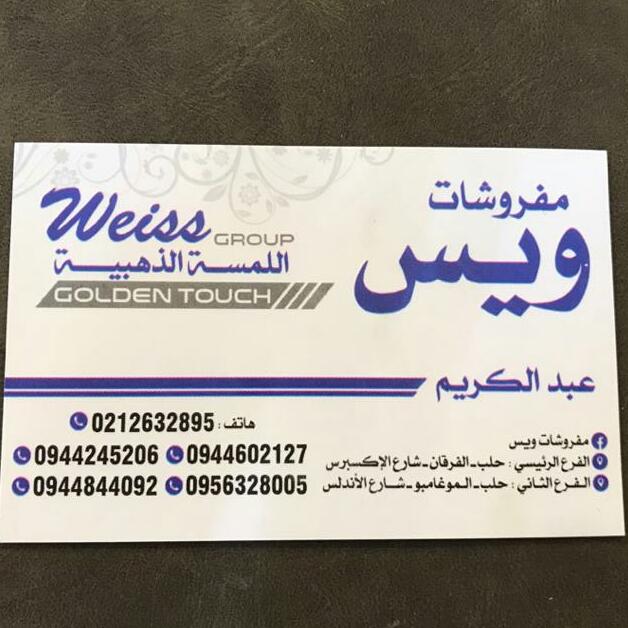 مفروشات
ويس
Weiss GROUP
اللمسة الذهبية
GOLDEN TOUCH
عبد الكريم
مفروشات ويس
الفرع الرئيسي : حلب - الفرقان - شارع الإكسبرس
الفرع الثاني : حلب - الموغامبو - شارع الأندلس
هاتف : 0212632895
0944602127 0944245206
0956328005 0944844092